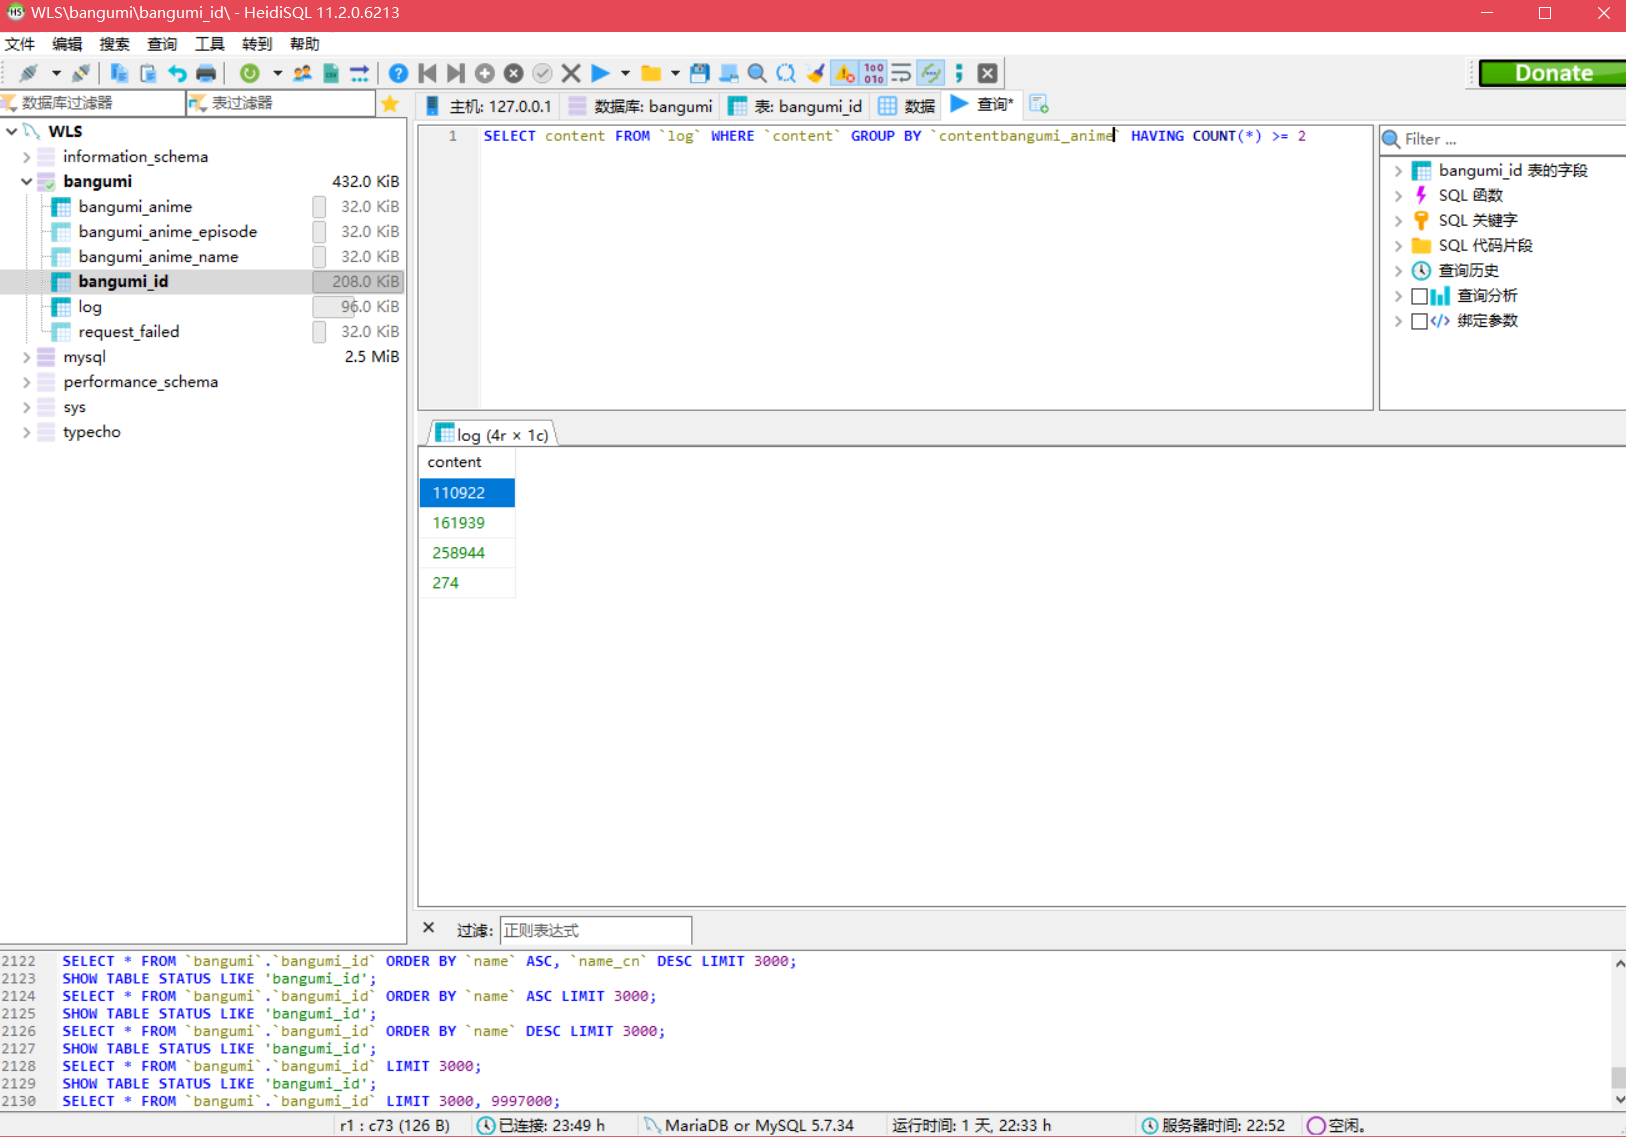 WLS\bangumi\bangumi_id\ - HeidiSQL 11.2.0.6213
文件 编辑 搜索 查询 工具 转到 帮助
Donate
数据库过滤器 表过滤器
主机: 127.0.0.1 数据库: bangumi 表: bangumi_id 数据 查询*
WLS
information_schema
bangumi 432.0 KiB
bangumi_anime 32.0 KiB
bangumi_anime_episode 32.0 KiB
bangumi_anime_name 32.0 KiB
bangumi_id 208.0 KiB
log 96.0 KiB
request_failed 32.0 KiB
mysql 2.5 MiB
performance_schema
sys
typecho
1 SELECT content FROM `log` WHERE `content` GROUP BY `contentbangumi_anime` HAVING COUNT(*) >= 2
Filter ...
bangumi_id 表的字段
SQL 函数
SQL 关键字
SQL 代码片段
查询历史
查询分析
绑定参数
log (4r × 1c)
content
110922
161939
258944
274
过滤: 正则表达式
2122 SELECT * FROM `bangumi`.`bangumi_id` ORDER BY `name` ASC, `name_cn` DESC LIMIT 3000;
2123 SHOW TABLE STATUS LIKE 'bangumi_id';
2124 SELECT * FROM `bangumi`.`bangumi_id` ORDER BY `name` ASC LIMIT 3000;
2125 SHOW TABLE STATUS LIKE 'bangumi_id';
2126 SELECT * FROM `bangumi`.`bangumi_id` ORDER BY `name` DESC LIMIT 3000;
2127 SHOW TABLE STATUS LIKE 'bangumi_id';
2128 SELECT * FROM `bangumi`.`bangumi_id` LIMIT 3000;
2129 SHOW TABLE STATUS LIKE 'bangumi_id';
2130 SELECT * FROM `bangumi`.`bangumi_id` LIMIT 3000, 9997000;
r1 : c73 (126 B) 已连接: 23:49 h MariaDB or MySQL 5.7.34 运行时间: 1 天, 22:33 h 服务器时间: 22:52 空闲。